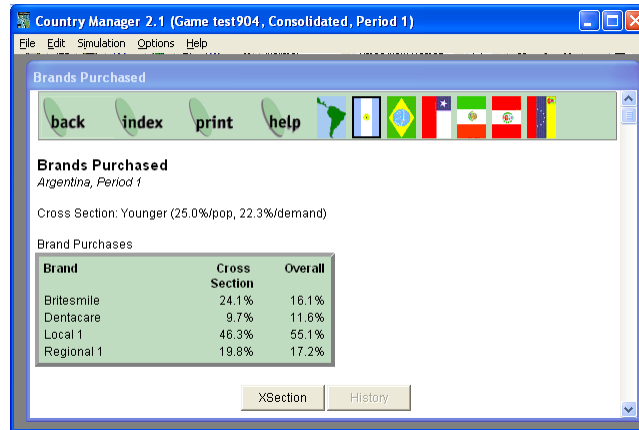 Country Manager 2.1 (Game test904, Consolidated, Period 1)
File Edit Simulation Options Help
Brands Purchased
back index print help
Brands Purchased
Argentina, Period 1
Cross Section: Younger (25.0%/pop, 22.3%/demand)
Brand Purchases
Brand Cross Section Overall
Britesmile 24.1% 16.1%
Dentacare 9.7% 11.6%
Local 1 46.3% 55.1%
Regional 1 19.8% 17.2%
XSection History